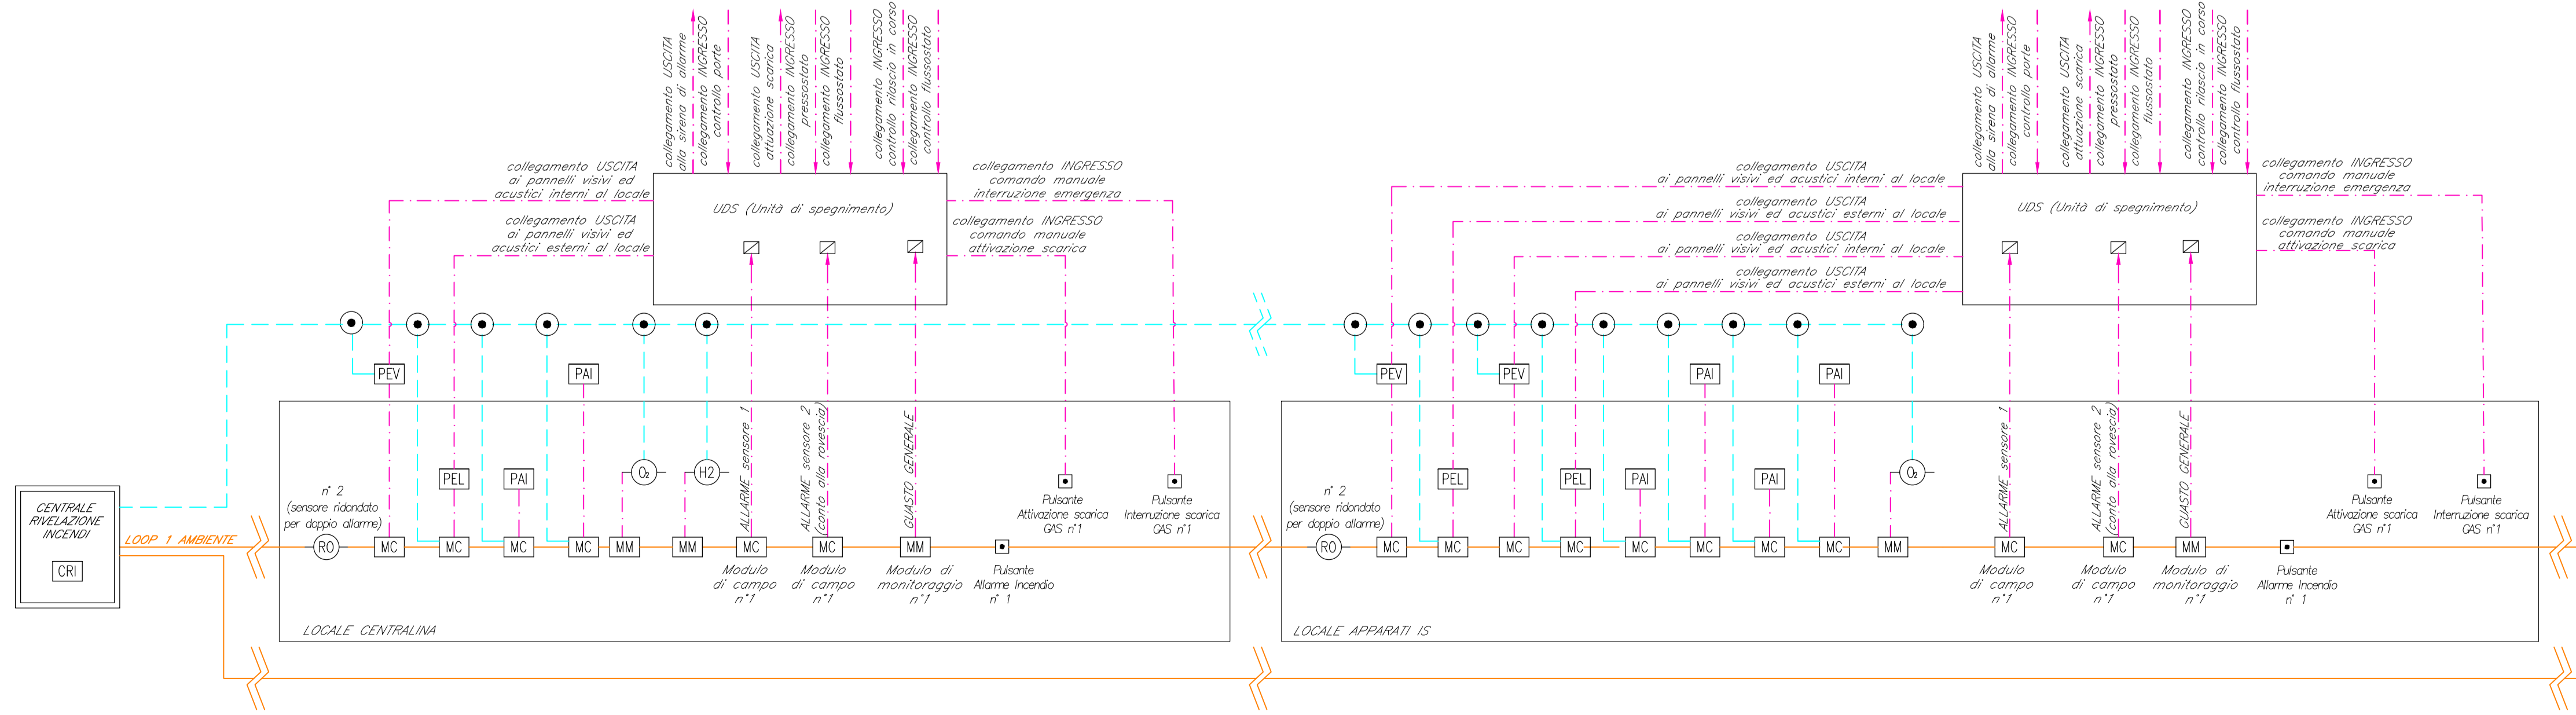 collegamento USCITA
alla sirena di allarme
collegamento INGRESSO
controllo porte
collegamento USCITA
attuazione scarica
collegamento INGRESSO
pressostato
collegamento INGRESSO
flussostato
collegamento INGRESSO
controllo rilascio in corso
collegamento INGRESSO
controllo flussostato
collegamento USCITA
ai pannelli visivi ed
acustici interni al locale
collegamento USCITA
ai pannelli visivi ed
acustici esterni al locale
UDS (Unità di spegnimento)
collegamento INGRESSO
comando manuale
interruzione emergenza
collegamento INGRESSO
comando manuale
attivazione scarica
PEV
PAI
PEL
PAI
O₂
H2
ALLARME sensore 1
ALLARME sensore 2
(conto alla rovescia)
GUASTO GENERALE
Pulsante
Attivazione scarica
GAS n°1
Pulsante
Interruzione scarica
GAS n°1
CENTRALE
RIVELAZIONE
INCENDI
CRI
LOOP 1 AMBIENTE
n° 2
(sensore ridondato
per doppio allarme)
RO
MC
MC
MC
MC
MM
MM
MC
MC
MM
Modulo
di campo
n°1
Modulo
di campo
n°1
Modulo di
monitoraggio
n°1
Pulsante
Allarme Incendio
n° 1
LOCALE CENTRALINA
collegamento USCITA
alla sirena di allarme
collegamento INGRESSO
controllo porte
collegamento USCITA
attuazione scarica
collegamento INGRESSO
pressostato
collegamento INGRESSO
flussostato
collegamento INGRESSO
controllo rilascio in corso
collegamento INGRESSO
controllo flussostato
collegamento USCITA
ai pannelli visivi ed acustici interni al locale
collegamento USCITA
ai pannelli visivi ed acustici esterni al locale
collegamento USCITA
ai pannelli visivi ed acustici interni al locale
collegamento USCITA
ai pannelli visivi ed acustici esterni al locale
UDS (Unità di spegnimento)
collegamento INGRESSO
comando manuale
interruzione emergenza
collegamento INGRESSO
comando manuale
attivazione scarica
PEV
PEV
PAI
PAI
PEL
PEL
PAI
PAI
O₂
ALLARME sensore 1
ALLARME sensore 2
(conto alla rovescia)
GUASTO GENERALE
Pulsante
Attivazione scarica
GAS n°1
Pulsante
Interruzione scarica
GAS n°1
n° 2
(sensore ridondato
per doppio allarme)
RO
MC
MC
MC
MC
MC
MC
MC
MC
MM
MC
MC
MM
Modulo
di campo
n°1
Modulo
di campo
n°1
Modulo di
monitoraggio
n°1
Pulsante
Allarme Incendio
n° 1
LOCALE APPARATI IS